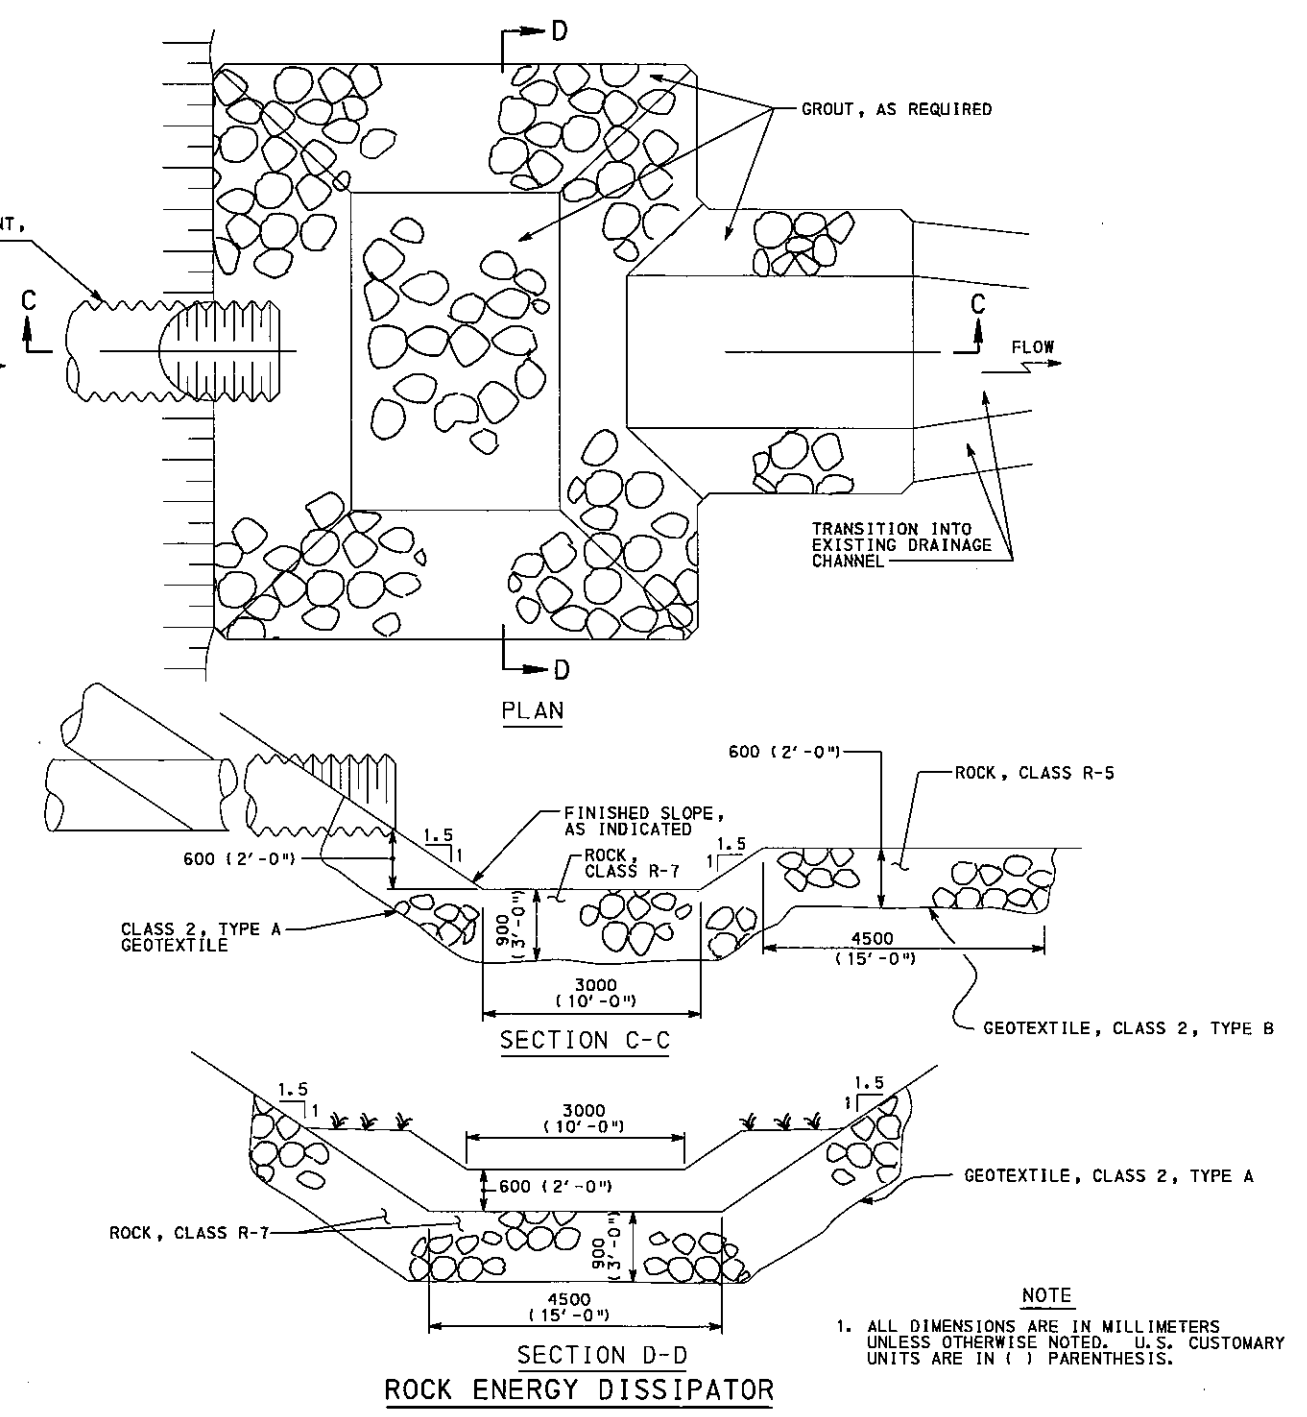 D
GROUT, AS REQUIRED
NT,
C
C
FLOW
TRANSITION INTO
EXISTING DRAINAGE
CHANNEL
D
PLAN
600 (2'-0")
ROCK, CLASS R-5
FINISHED SLOPE,
AS INDICATED
1.5
1
1.5
1
600 (2'-0")
ROCK,
CLASS R-7
CLASS 2, TYPE A
GEOTEXTILE
900
(3'-0")
4500
(15'-0")
3000
(10'-0")
GEOTEXTILE, CLASS 2, TYPE B
SECTION C-C
1.5
1
1.5
1
3000
(10'-0")
600 (2'-0")
GEOTEXTILE, CLASS 2, TYPE A
ROCK, CLASS R-7
900
(3'-0")
4500
(15'-0")
NOTE
1. ALL DIMENSIONS ARE IN MILLIMETERS
UNLESS OTHERWISE NOTED. U.S. CUSTOMARY
UNITS ARE IN ( ) PARENTHESIS.
SECTION D-D
ROCK ENERGY DISSIPATOR